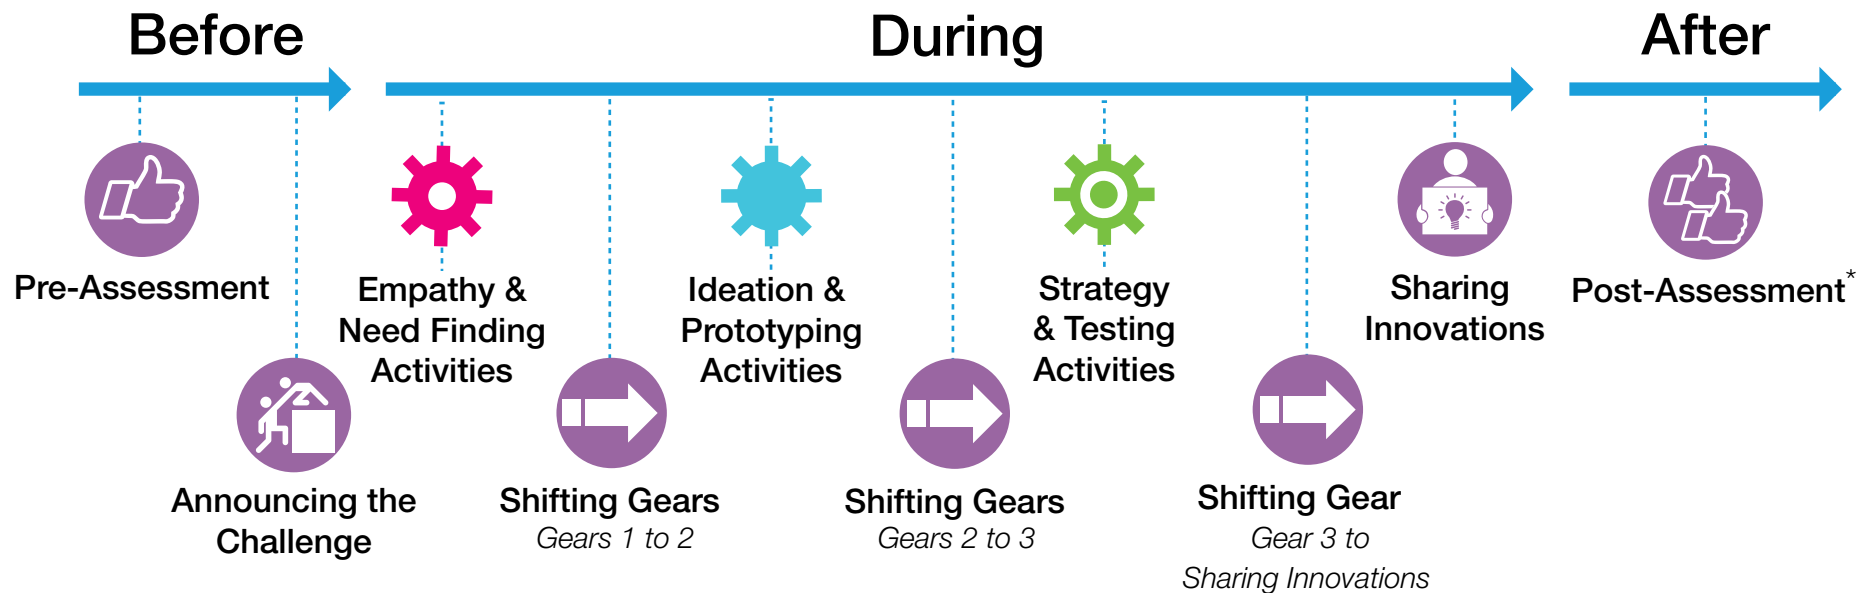 Before
During
After
Pre-Assessment
Announcing the
Challenge
Empathy &
Need Finding
Activities
Shifting Gears
Gears 1 to 2
Ideation &
Prototyping
Activities
Shifting Gears
Gears 2 to 3
Strategy
& Testing
Activities
Shifting Gear
Gear 3 to
Sharing Innovations
Sharing
Innovations
Post-Assessment*